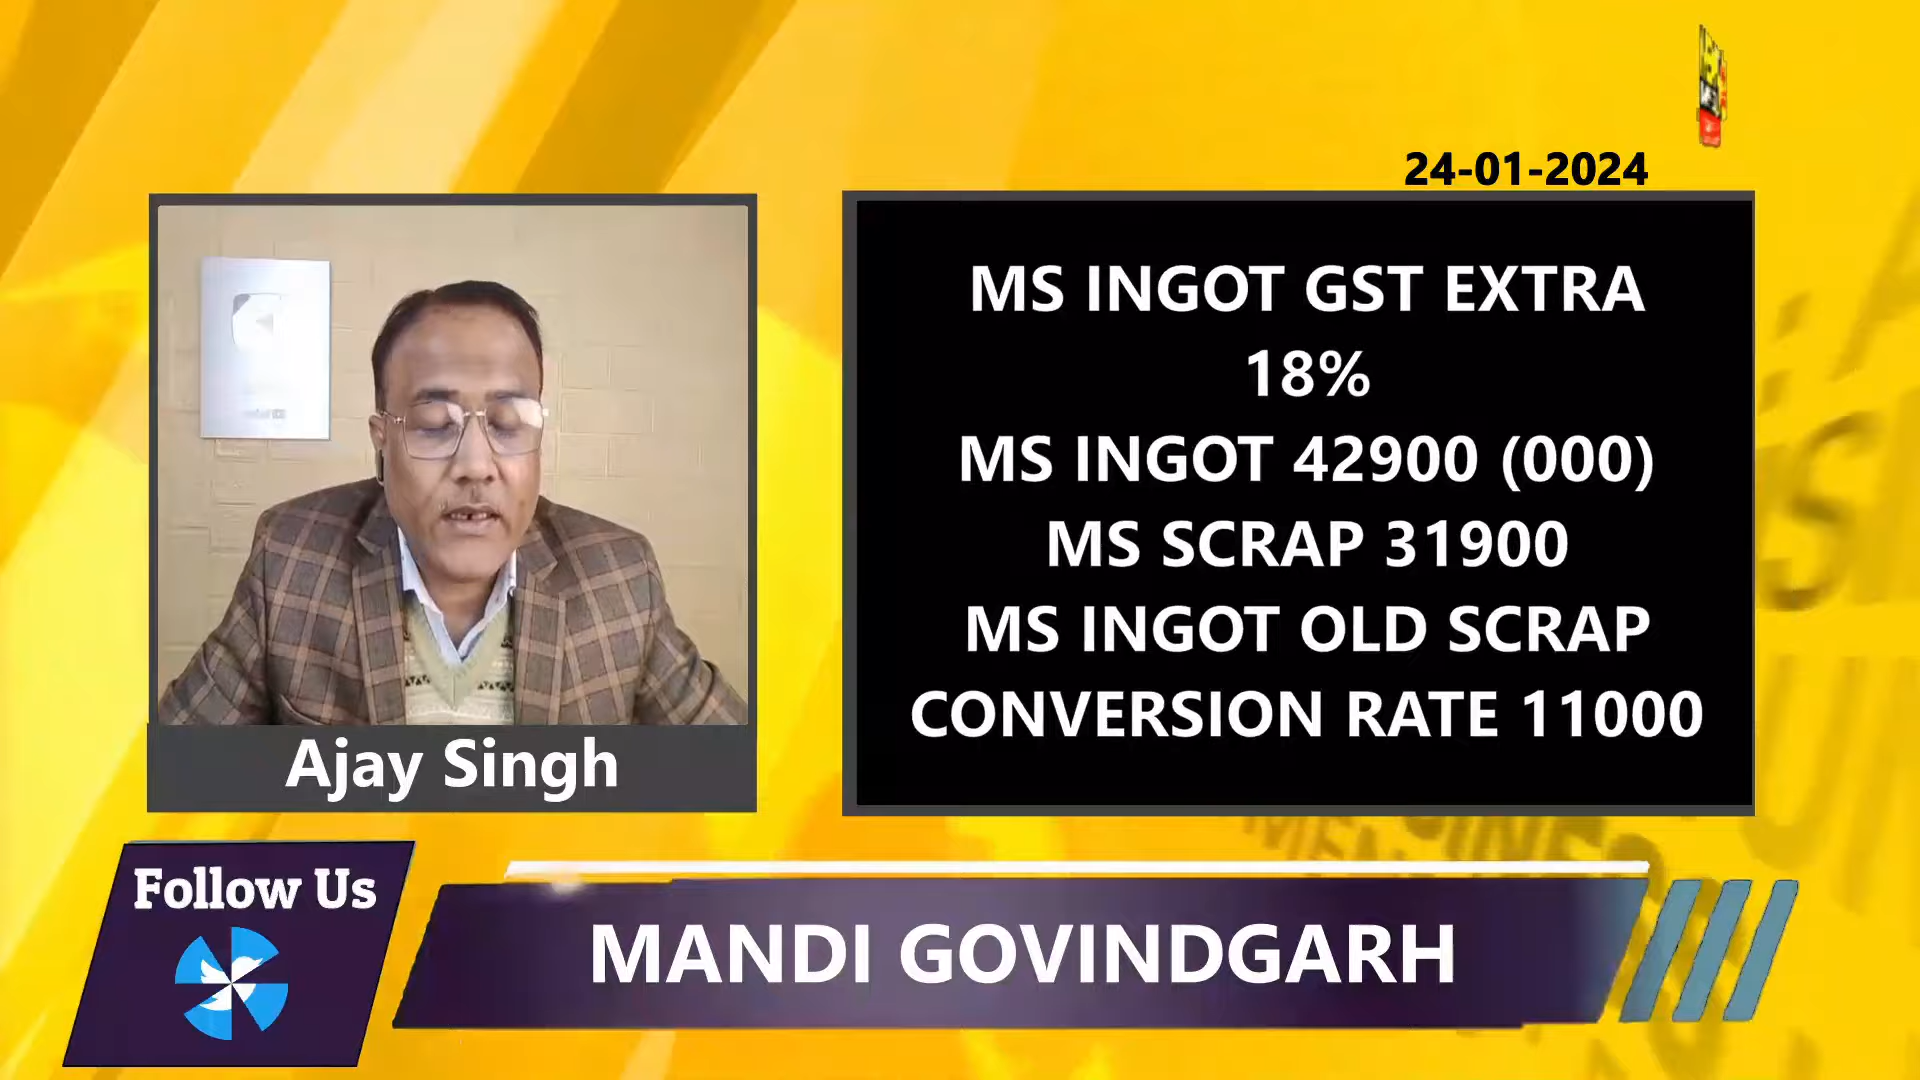 24-01-2024
MS INGOT GST EXTRA
18%
MS INGOT 42900 (000)
MS SCRAP 31900
MS INGOT OLD SCRAP
CONVERSION RATE 11000
Ajay Singh
Follow Us
MANDI GOVINDGARH